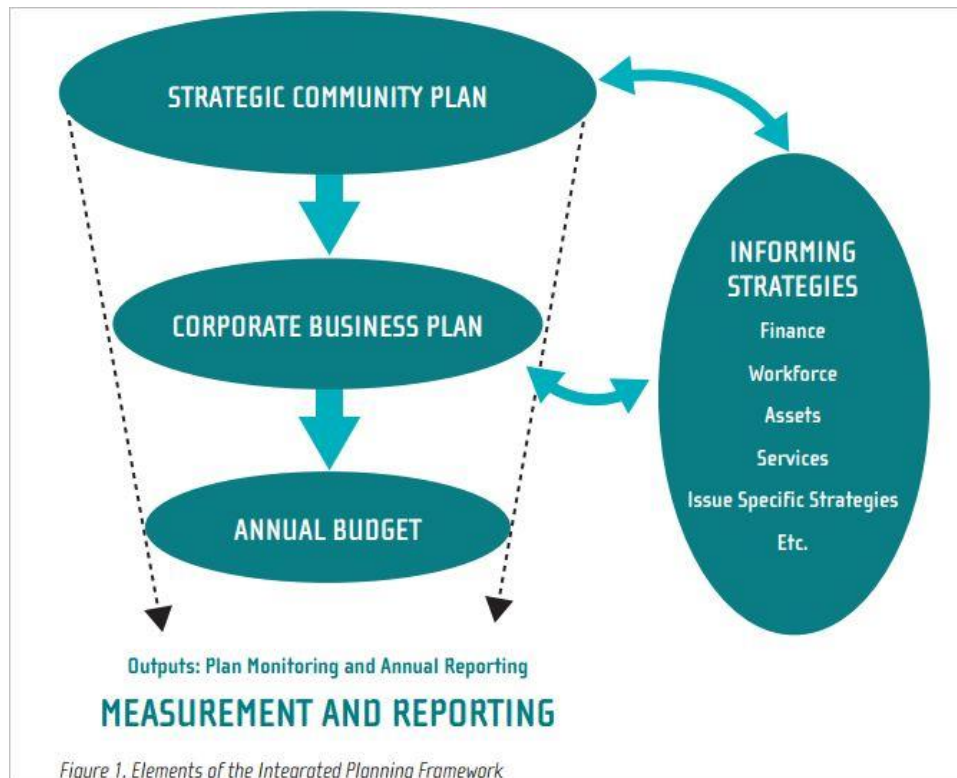 STRATEGIC COMMUNITY PLAN
CORPORATE BUSINESS PLAN
ANNUAL BUDGET
INFORMING
STRATEGIES
Finance
Workforce
Assets
Services
Issue Specific Strategies
Etc.
Outputs: Plan Monitoring and Annual Reporting
MEASUREMENT AND REPORTING
Figure 1. Elements of the Integrated Planning Framework